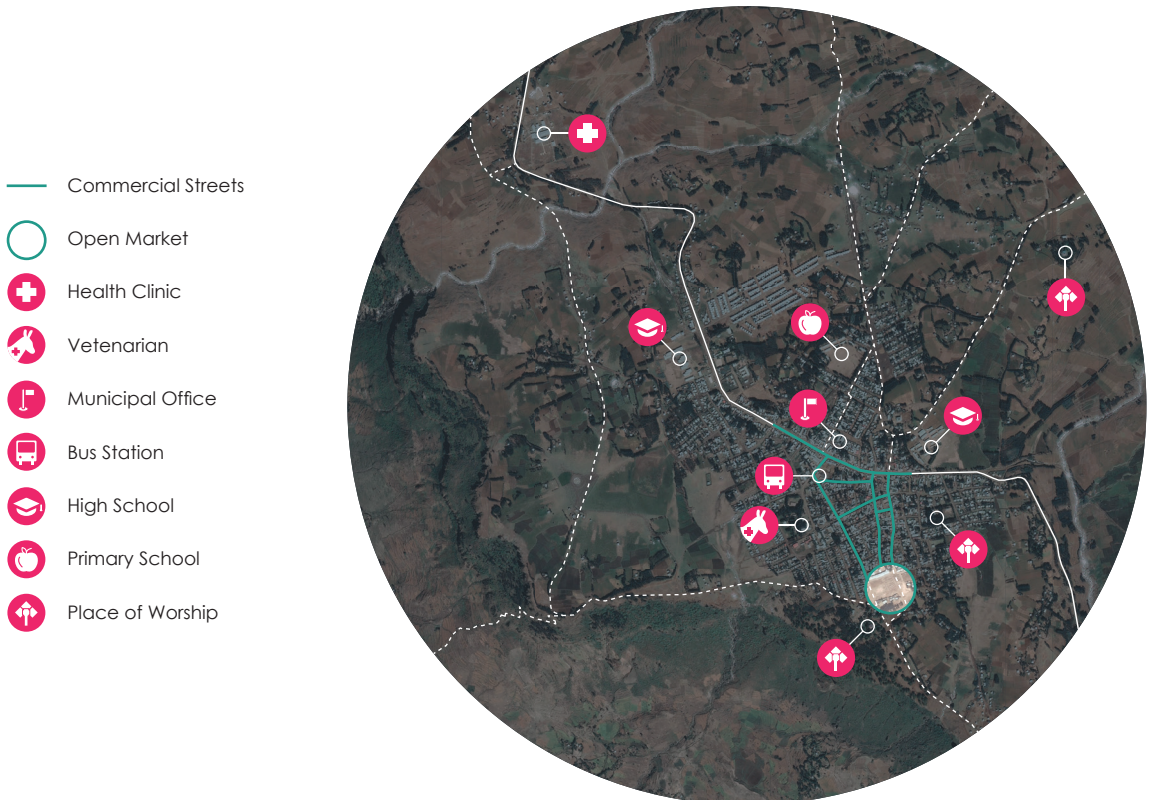 Commercial Streets
Open Market
Health Clinic
Vetenarian
Municipal Office
Bus Station
High School
Primary School
Place of Worship